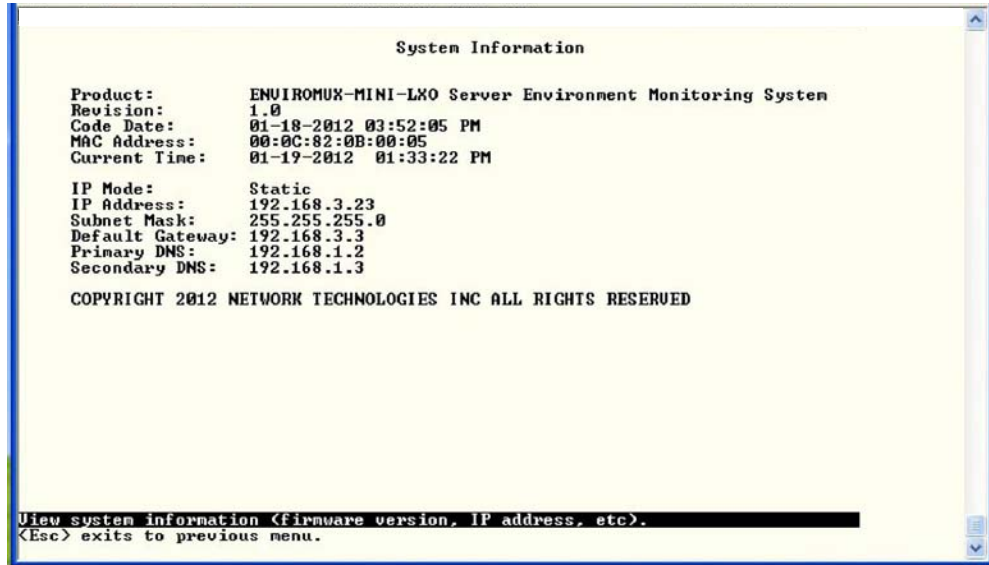 System Information
Product: ENVIROMUX-MINI-LXO Server Environment Monitoring System
Revision: 1.0
Code Date: 01-18-2012 03:52:05 PM
MAC Address: 00:0C:82:0B:00:05
Current Time: 01-19-2012 01:33:22 PM
IP Mode: Static
IP Address: 192.168.3.23
Subnet Mask: 255.255.255.0
Default Gateway: 192.168.3.3
Primary DNS: 192.168.1.2
Secondary DNS: 192.168.1.3
COPYRIGHT 2012 NETWORK TECHNOLOGIES INC ALL RIGHTS RESERVED
View system information (firmware version, IP address, etc).
<Esc> exits to previous menu.